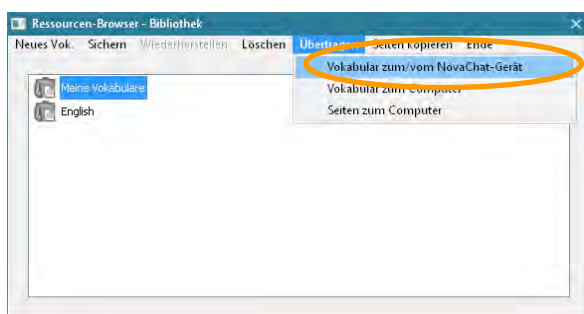 Ressourcen-Browser - Bibliothek
Neues Vok. Sichern Wiederherstellen Löschen Übertragen Seiten kopieren Ende
Vokabular zum/vom NovaChat-Gerät
Vokabular zum Computer
Seiten zum Computer
Meine Vokabulare
English